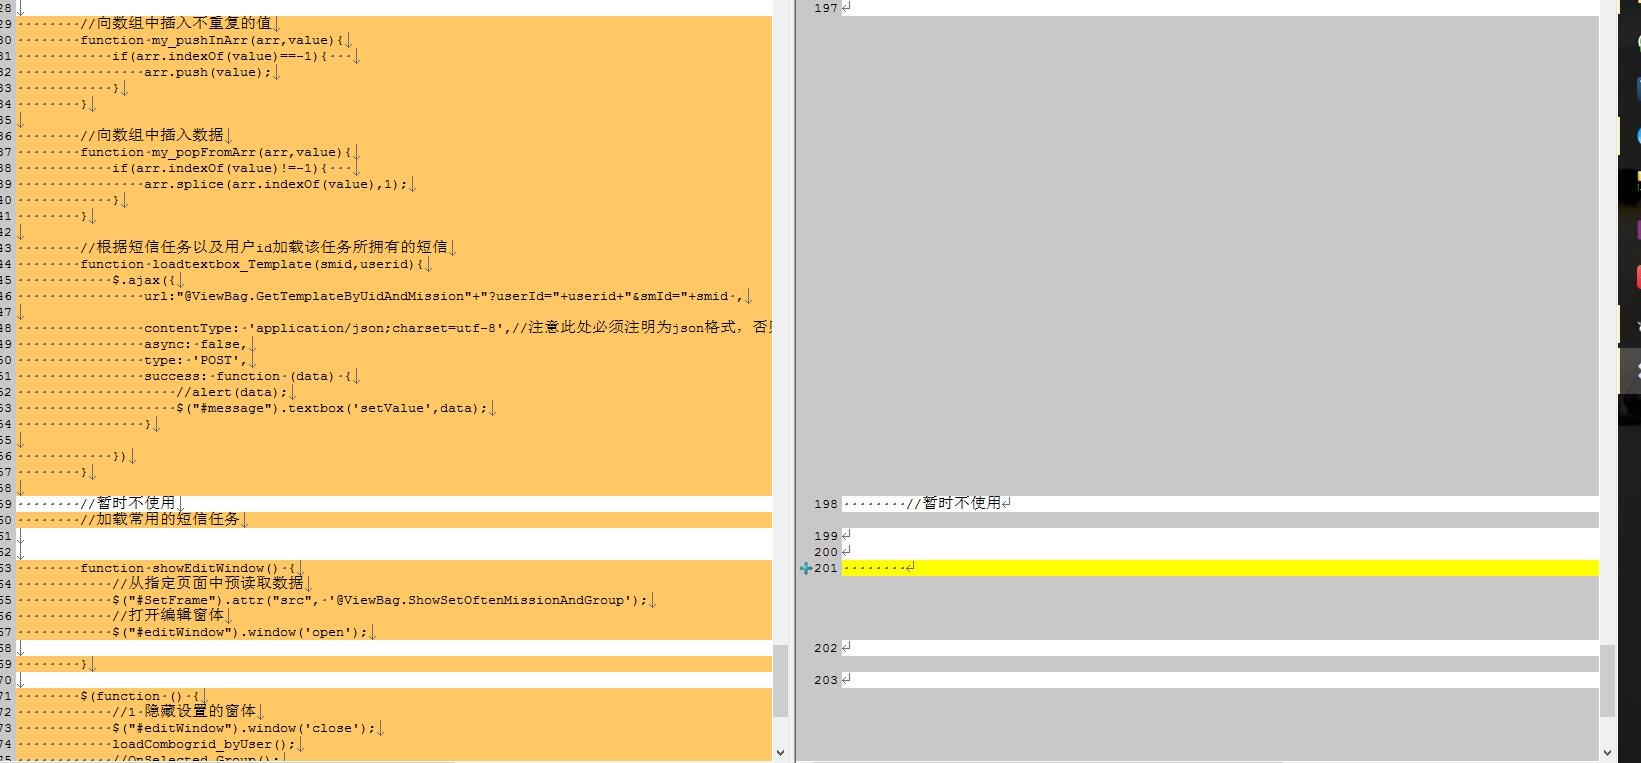 28
29 //向数组中插入不重复的值
30 function my_pushInArr(arr,value){
31 if(arr.indexOf(value)==-1){
32 arr.push(value);
33 }
34 }
35
36 //向数组中插入数据
37 function my_popFromArr(arr,value){
38 if(arr.indexOf(value)!=-1){
39 arr.splice(arr.indexOf(value),1);
40 }
41 }
42
43 //根据短信任务以及用户id加载该任务所拥有的短信
44 function loadtextbox_Template(smid,userid){
45 $.ajax({
46 url:"@ViewBag.GetTemplateByUidAndMission"+"?userId="+userid+"&smId="+smid ,
47
48 contentType: 'application/json;charset=utf-8',//注意此处必须注明为json格式，否
49 async: false,
50 type: 'POST',
51 success: function (data) {
52 //alert(data);
53 $("#message").textbox('setValue',data);
54 }
55
56 })
57 }
58
59 //暂时不使用
60 //加载常用的短信任务
61
62
63 function showEditWindow() {
64 //从指定页面中预读取数据
65 $("#SetFrame").attr("src", '@ViewBag.ShowSetOftenMissionAndGroup');
66 //打开编辑窗体
67 $("#editWindow").window('open');
68
69 }
70
71 $(function () {
72 //1 隐藏设置的窗体
73 $("#editWindow").window('close');
74 loadCombogrid_byUser();
75 //OnSelected_Group();
197
198 //暂时不使用
199
200
201
202
203